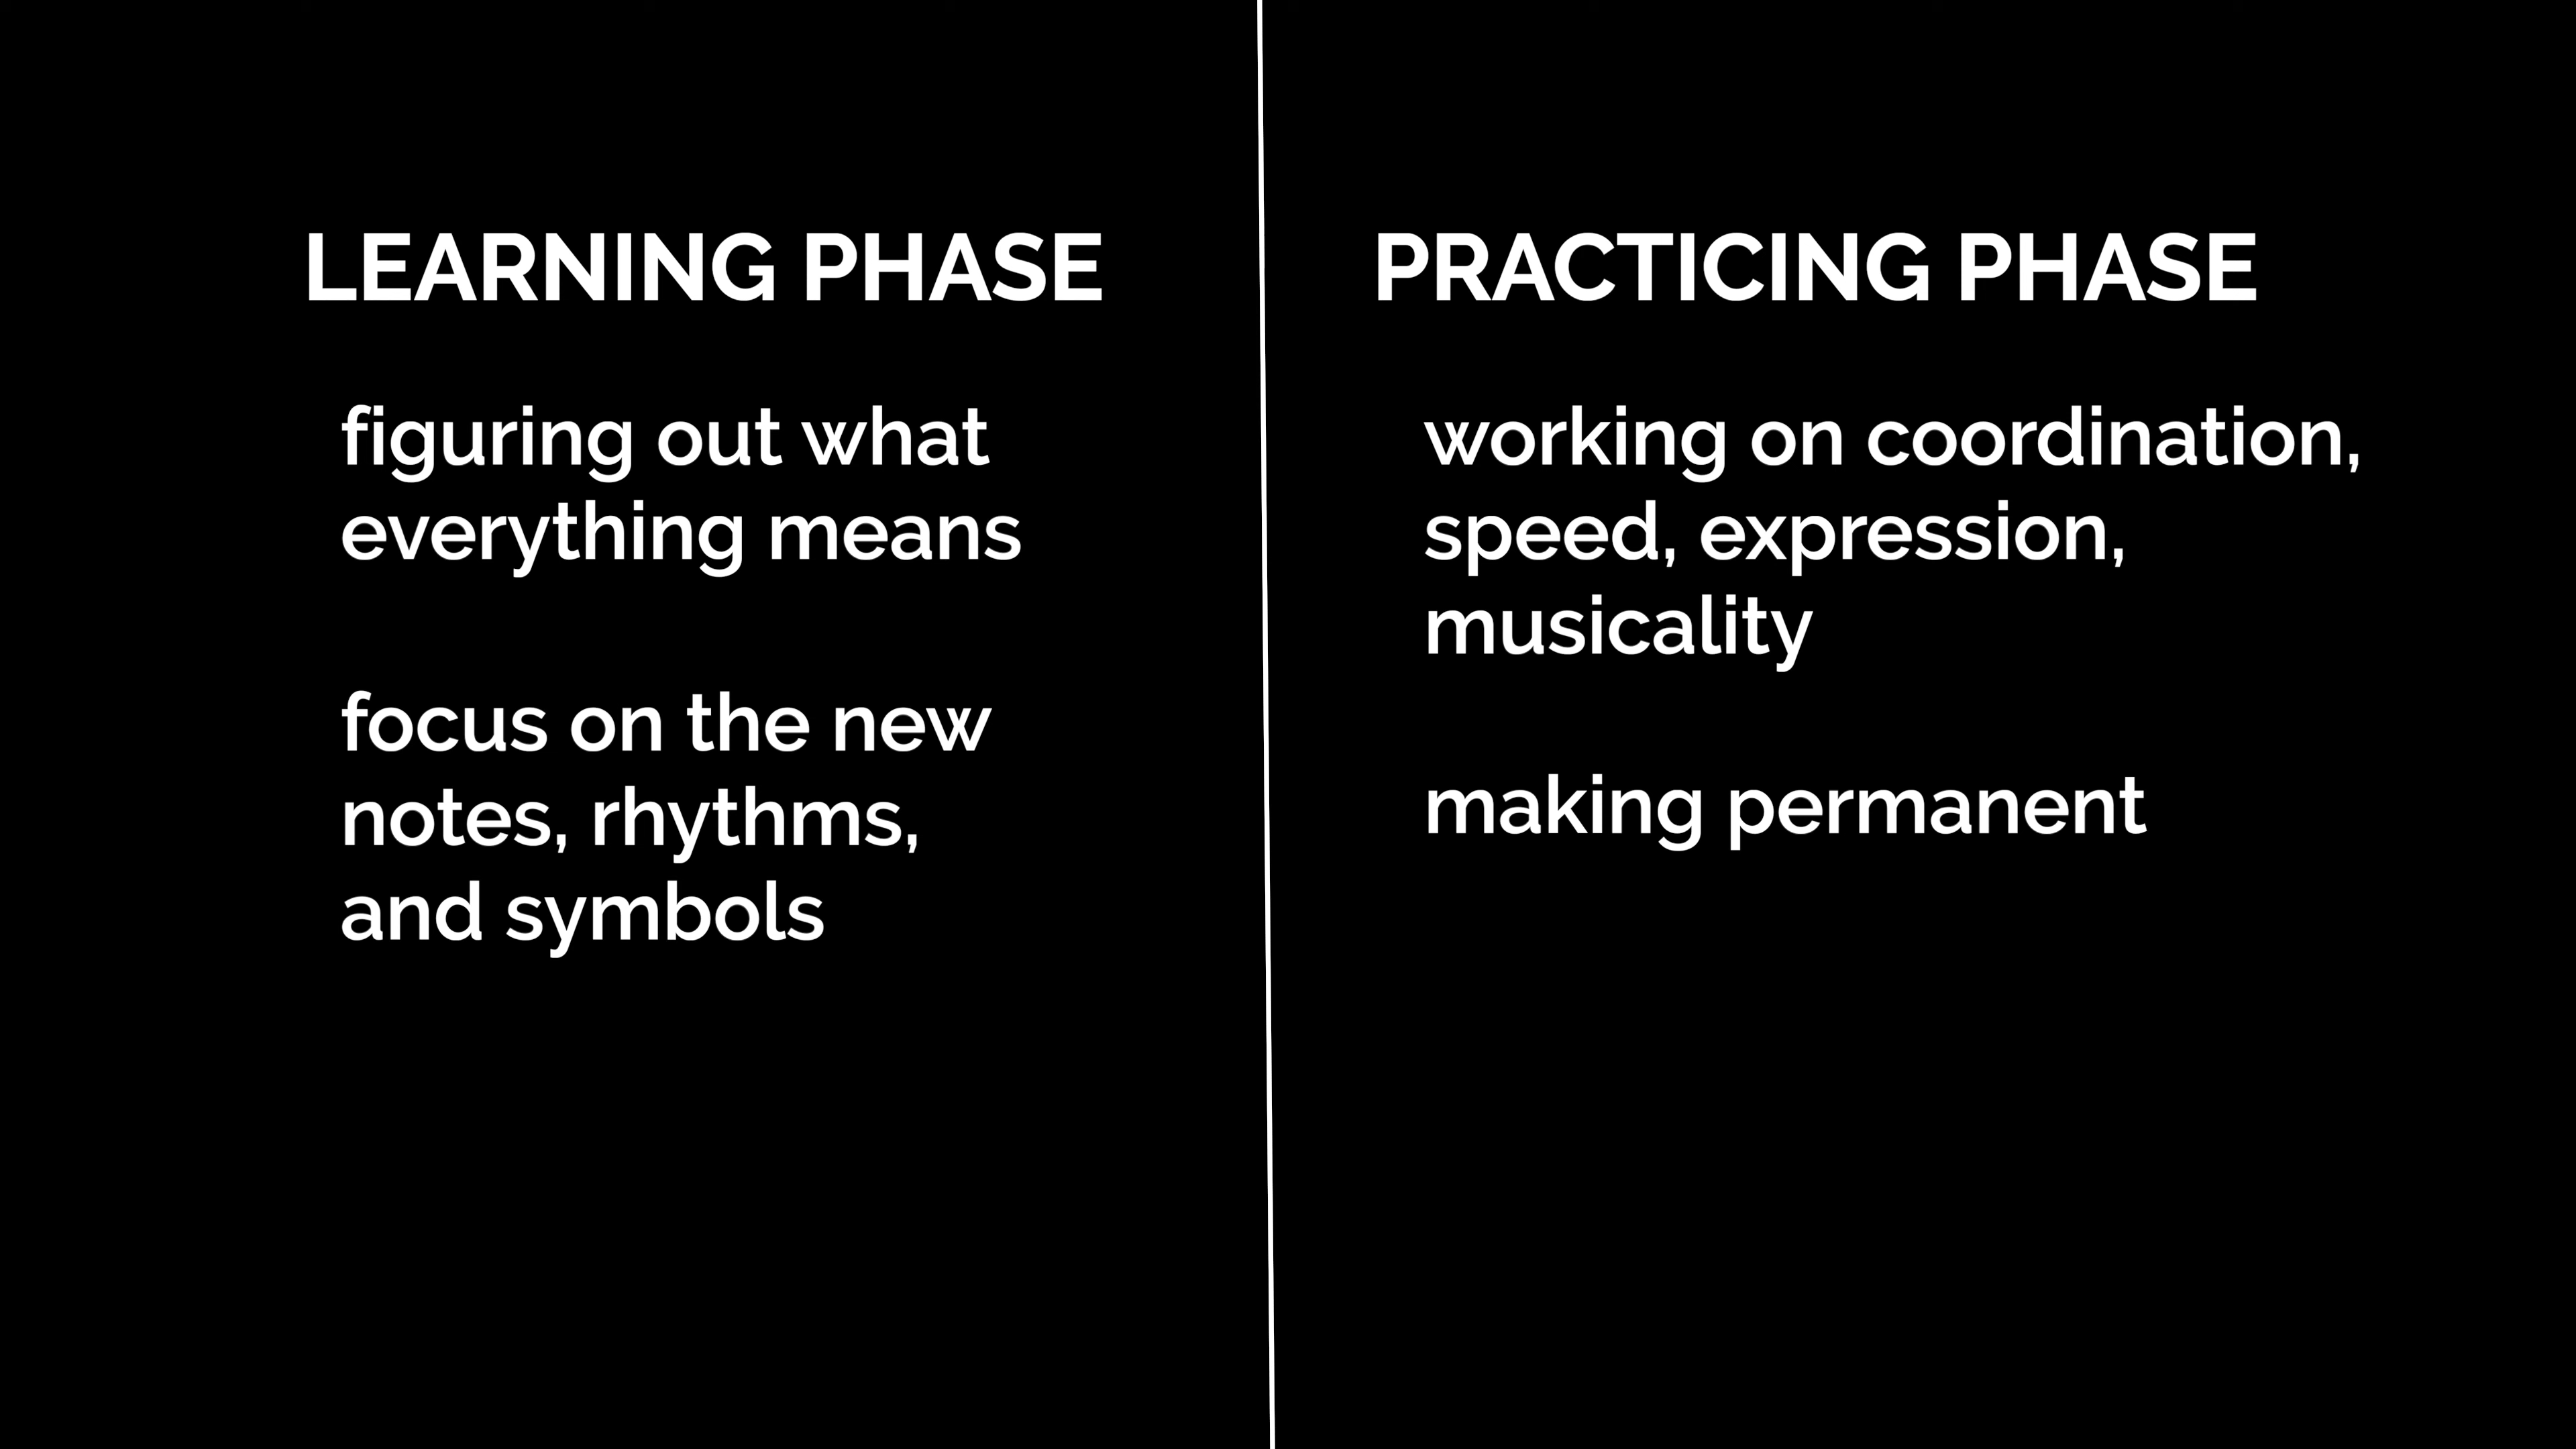 LEARNING PHASE
figuring out what
everything means
focus on the new
notes, rhythms,
and symbols
PRACTICING PHASE
working on coordination,
speed, expression,
musicality
making permanent